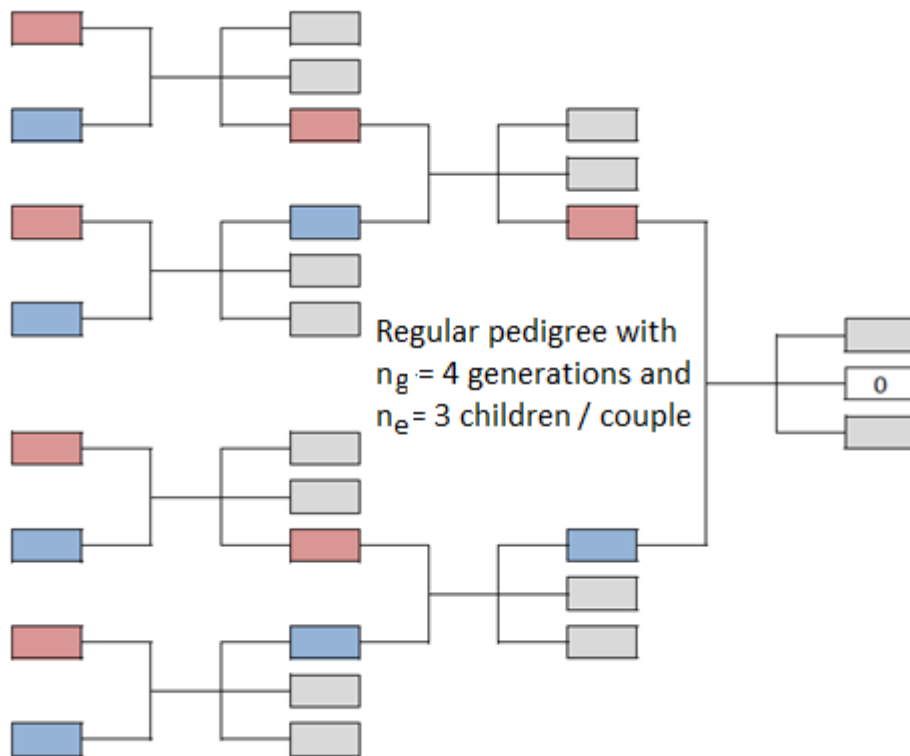 Regular pedigree with
ng = 4 generations and
ne = 3 children / couple
0